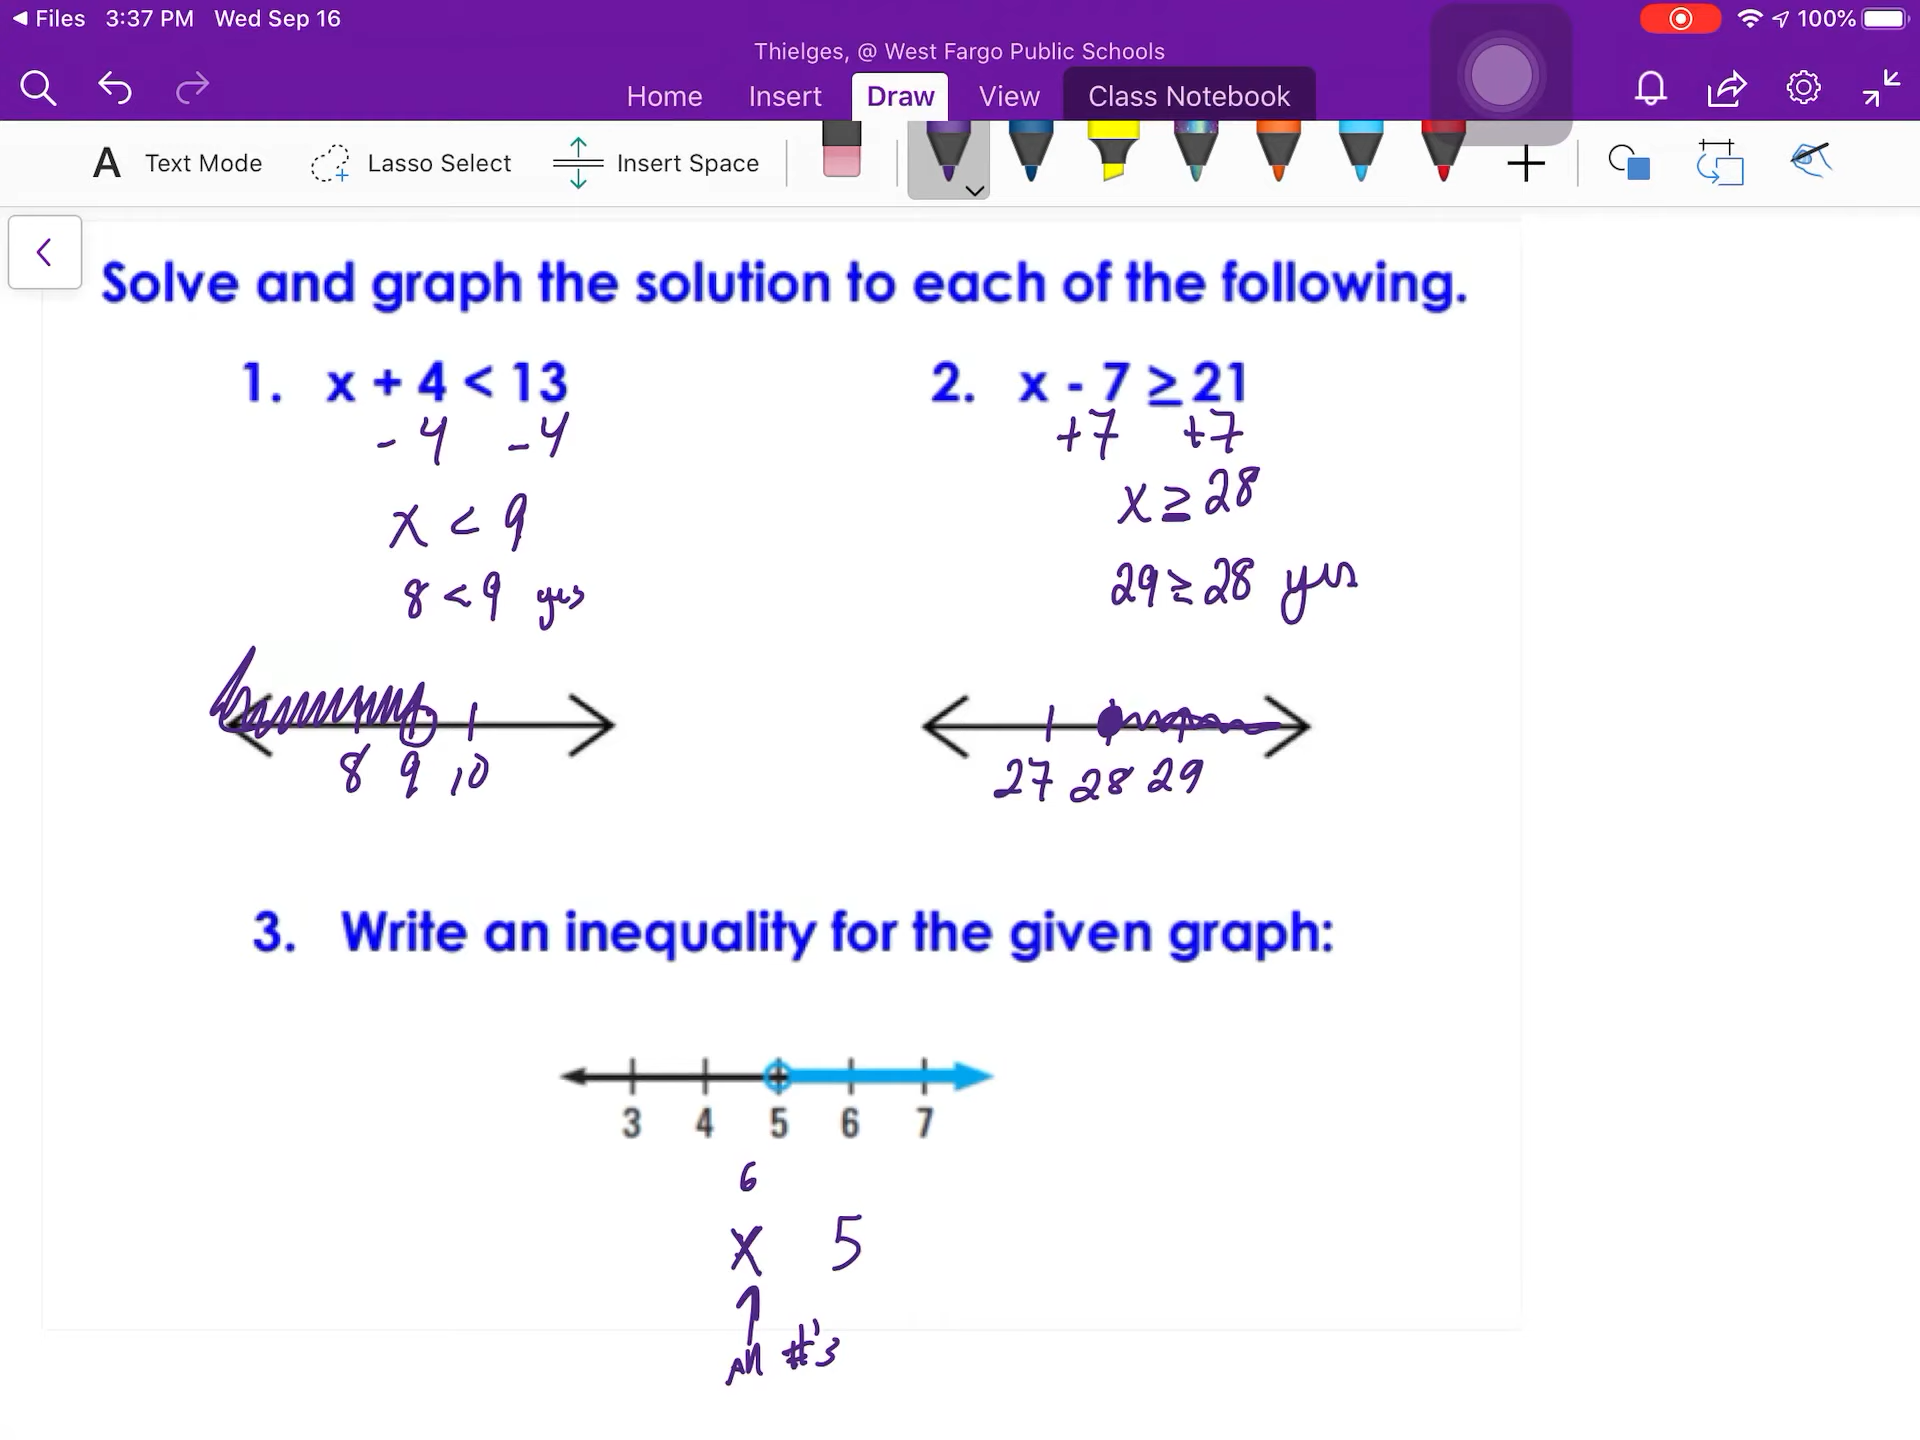 Files 3:37 PM Wed Sep 16 100%
Thielges, @ West Fargo Public Schools
Home Insert Draw View Class Notebook
A Text Mode Lasso Select Insert Space
Solve and graph the solution to each of the following.
1. x + 4 < 13
- 4 - 4
x < 9
8 < 9 yes
8 9 10
2. x - 7 ≥ 21
+7 +7
x ≥ 28
29 ≥ 28 yes
27 28 29
3. Write an inequality for the given graph:
3 4 5 6 7
6
x 5
All #'s